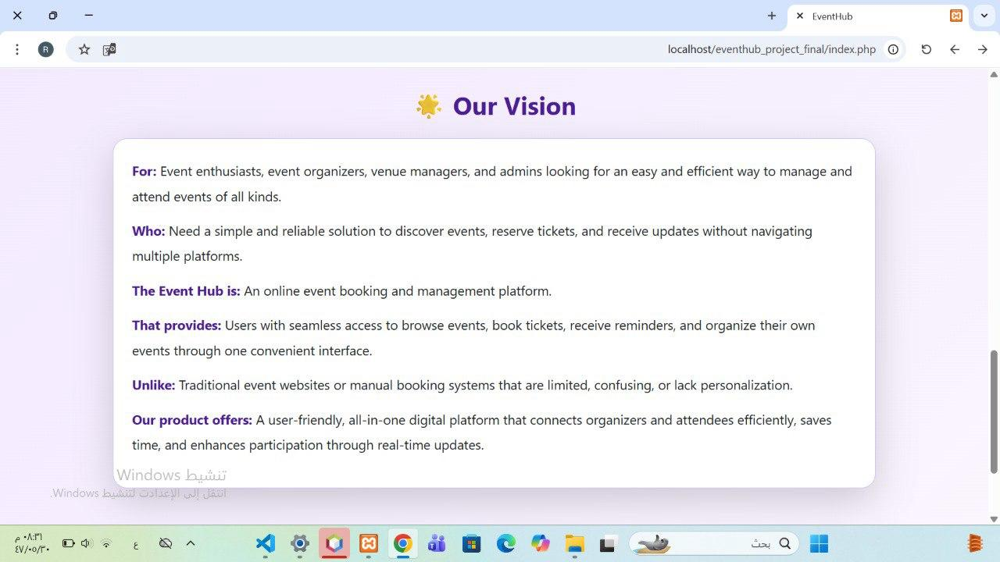 EventHub
localhost/eventhub_project_final/index.php
R
🌟 Our Vision
For: Event enthusiasts, event organizers, venue managers, and admins looking for an easy and efficient way to manage and
attend events of all kinds.
Who: Need a simple and reliable solution to discover events, reserve tickets, and receive updates without navigating
multiple platforms.
The Event Hub is: An online event booking and management platform.
That provides: Users with seamless access to browse events, book tickets, receive reminders, and organize their own
events through one convenient interface.
Unlike: Traditional event websites or manual booking systems that are limited, confusing, or lack personalization.
Our product offers: A user-friendly, all-in-one digital platform that connects organizers and attendees efficiently, saves
time, and enhances participation through real-time updates.
تنشيط Windows
انتقل إلى الإعدادت لتنشيط Windows.
بحث
ع
٠٨:٣١ م
٤٧/٠٥/٣٠